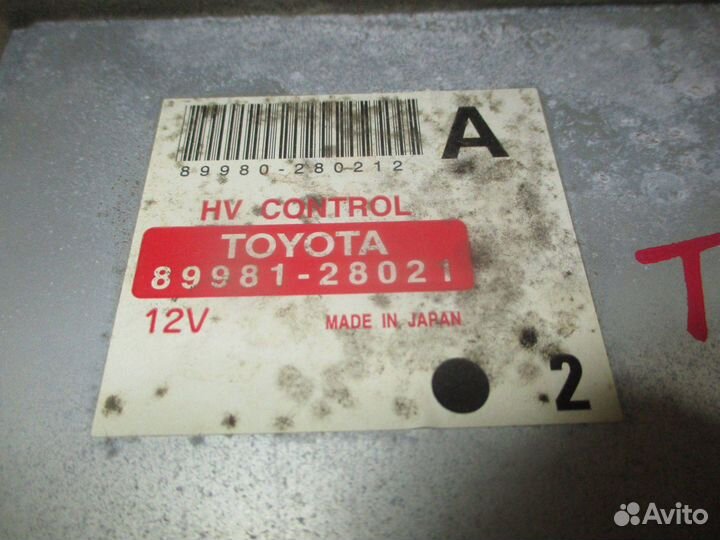 A
89980-280212
HV CONTROL
TOYOTA
89981-28021
12V MADE IN JAPAN
2
T
Avito